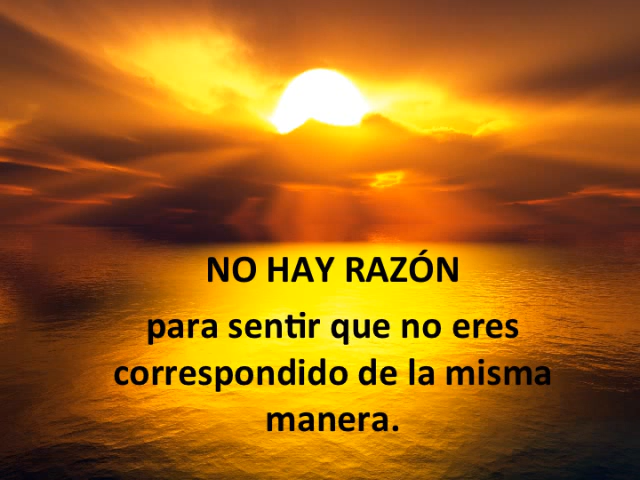 NO HAY RAZÓN
para sentir que no eres
correspondido de la misma
manera.